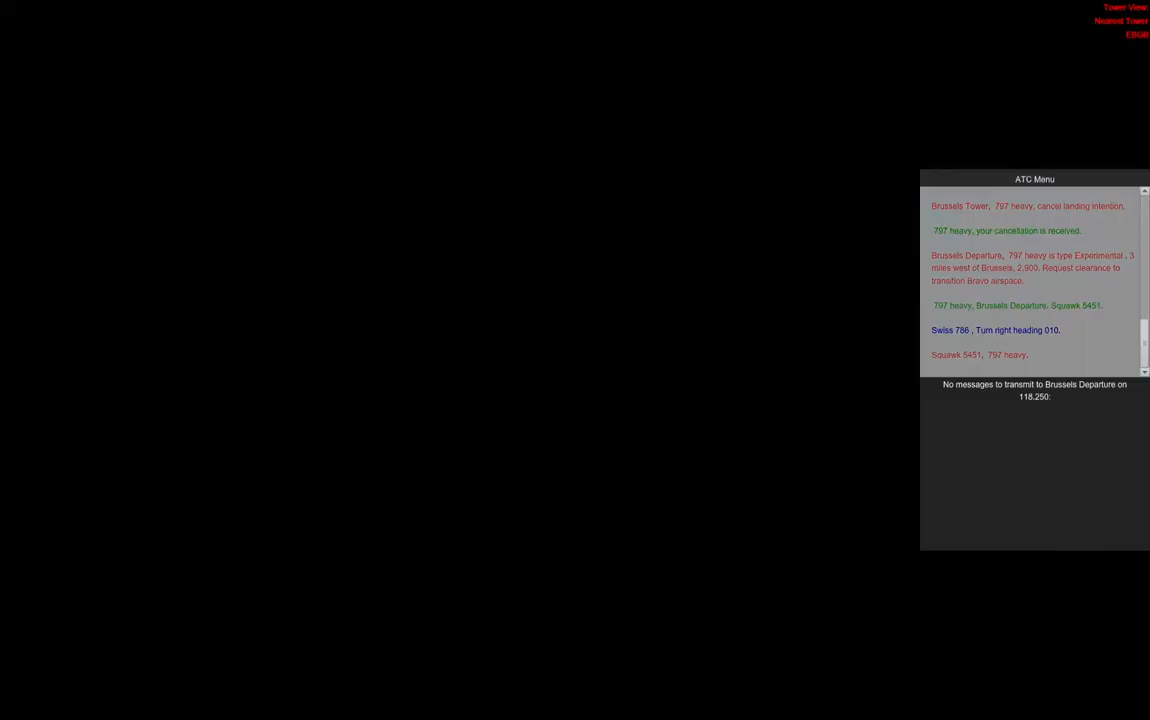 Tower View:
Nearest Tower
EBGB
ATC Menu
Brussels Tower, 797 heavy, cancel landing intention.
797 heavy, your cancellation is received.
Brussels Departure, 797 heavy is type Experimental , 3
miles west of Brussels, 2,900. Request clearance to
transition Bravo airspace.
797 heavy, Brussels Departure. Squawk 5451.
Swiss 786 , Turn right heading 010.
Squawk 5451, 797 heavy.
No messages to transmit to Brussels Departure on
118.250: